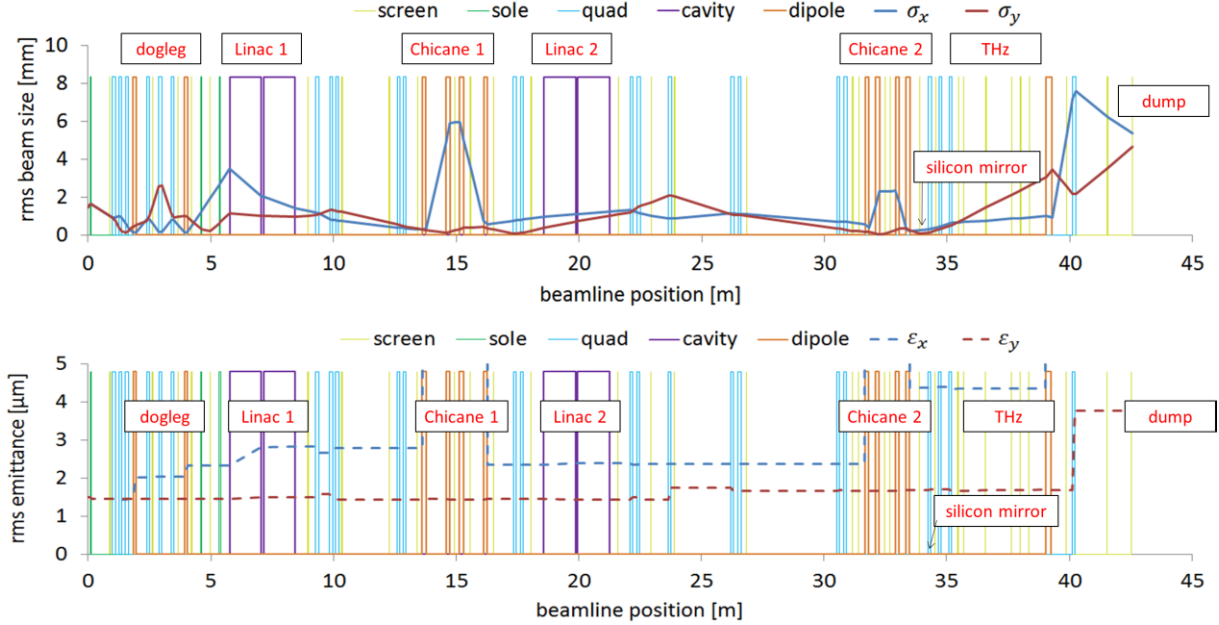 screen sole quad cavity dipole σx σy
rms beam size [mm]
10
8
6
4
2
0
dogleg
Linac 1
Chicane 1
Linac 2
Chicane 2
THz
dump
silicon mirror
0 5 10 15 20 25 30 35 40 45
beamline position [m]
screen sole quad cavity dipole εx εy
rms emittance [µm]
5
4
3
2
1
0
dogleg
Linac 1
Chicane 1
Linac 2
Chicane 2
THz
dump
silicon mirror
0 5 10 15 20 25 30 35 40 45
beamline position [m]